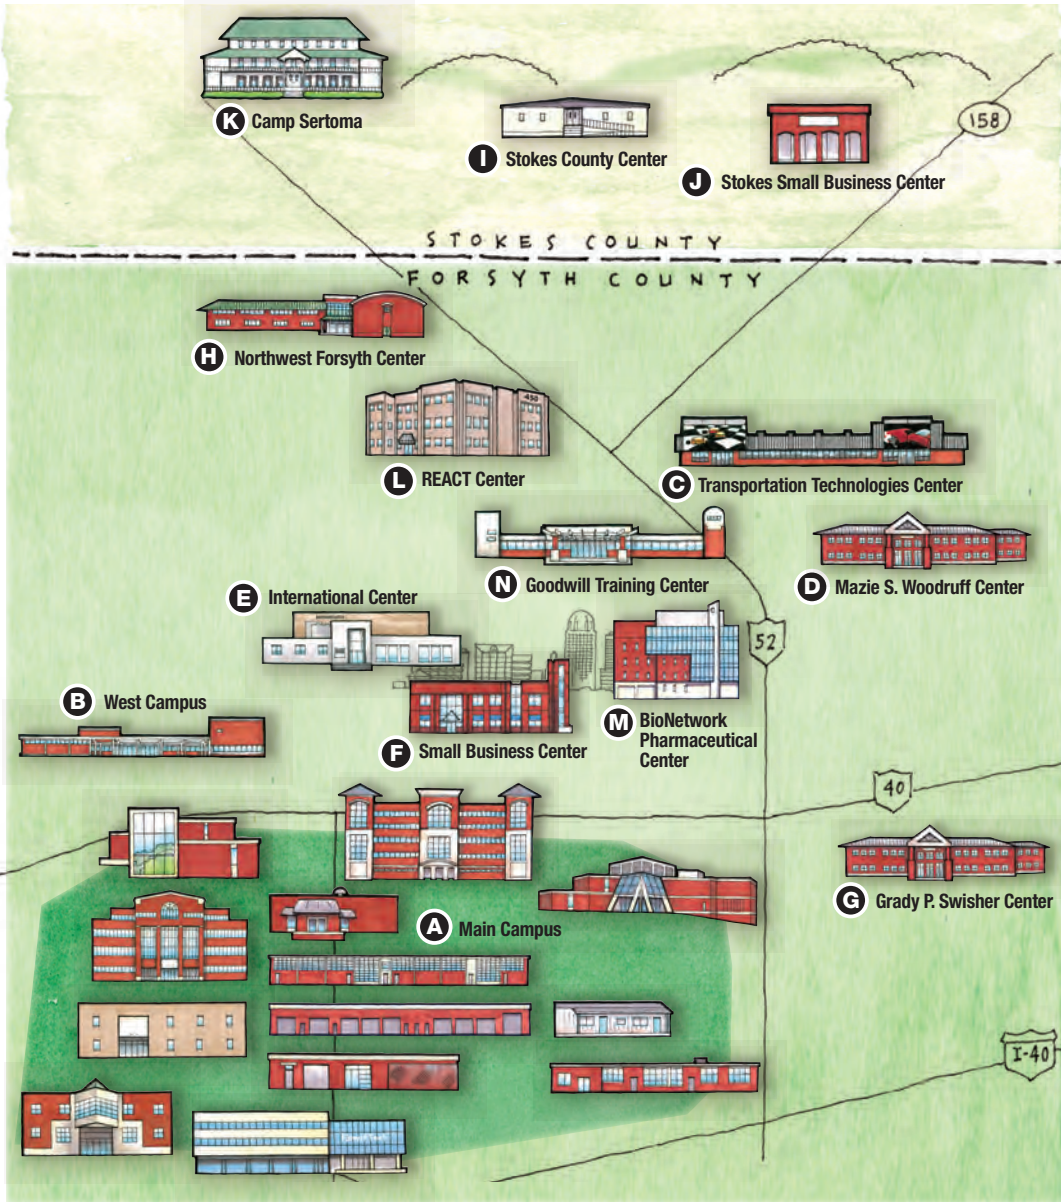 K Camp Sertoma
158
I Stokes County Center
J Stokes Small Business Center
STOKES COUNTY
FORSYTH COUNTY
H Northwest Forsyth Center
450
L REACT Center
C Transportation Technologies Center
N Goodwill Training Center
D Mazie S. Woodruff Center
E International Center
52
B West Campus
M BioNetwork
Pharmaceutical
Center
F Small Business Center
40
G Grady P. Swisher Center
A Main Campus
I-40